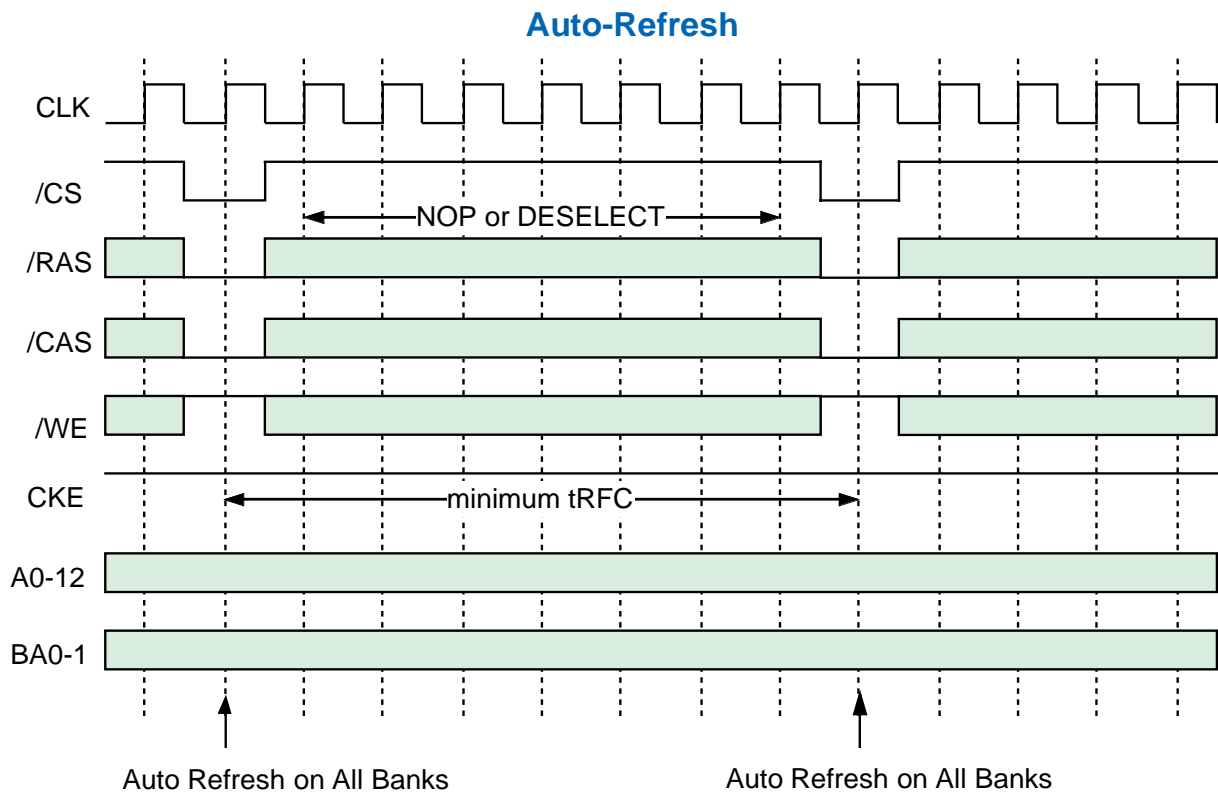 Auto-Refresh
CLK
/CS
NOP or DESELECT
/RAS
/CAS
/WE
CKE
minimum tRFC
A0-12
BA0-1
Auto Refresh on All Banks
Auto Refresh on All Banks